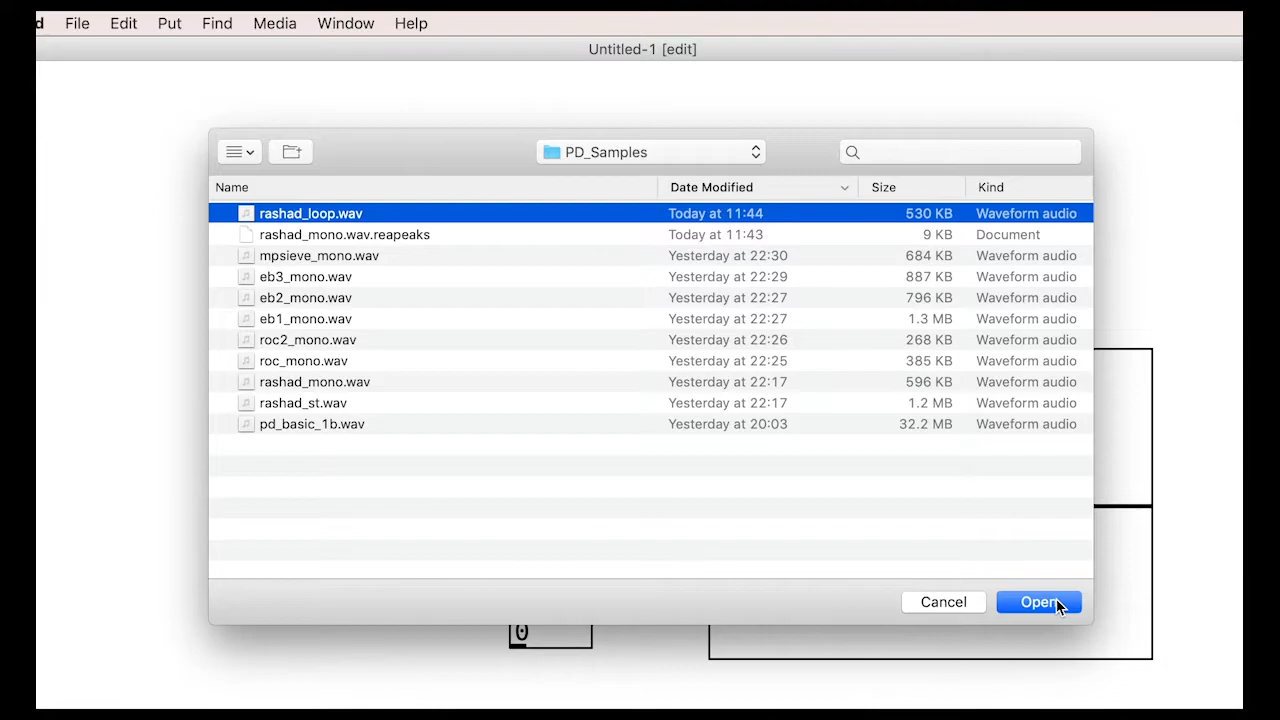 d File Edit Put Find Media Window Help
Untitled-1 [edit]
PD_Samples
Name Date Modified Size Kind
rashad_loop.wav Today at 11:44 530 KB Waveform audio
rashad_mono.wav.reapeaks Today at 11:43 9 KB Document
mpsieve_mono.wav Yesterday at 22:30 684 KB Waveform audio
eb3_mono.wav Yesterday at 22:29 887 KB Waveform audio
eb2_mono.wav Yesterday at 22:27 796 KB Waveform audio
eb1_mono.wav Yesterday at 22:27 1.3 MB Waveform audio
roc2_mono.wav Yesterday at 22:26 268 KB Waveform audio
roc_mono.wav Yesterday at 22:25 385 KB Waveform audio
rashad_mono.wav Yesterday at 22:17 596 KB Waveform audio
rashad_st.wav Yesterday at 22:17 1.2 MB Waveform audio
pd_basic_1b.wav Yesterday at 20:03 32.2 MB Waveform audio
Cancel Open
0